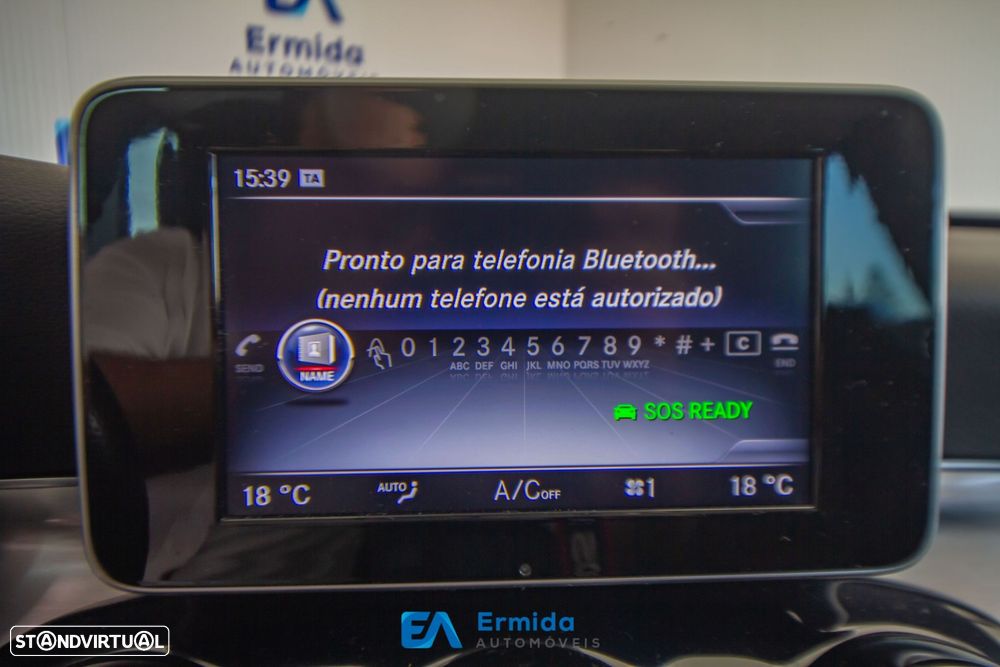 EA
Ermida
AUTOMÓVEIS
15:39 TA
Pronto para telefonia Bluetooth...
(nenhum telefone está autorizado)
SEND NAME 0 1 2 3 4 5 6 7 8 9 * # + C END
ABC DEF GHI JKL MNO PQRS TUV WXYZ
SOS READY
18 °C AUTO A/C OFF 1 18 °C
EA Ermida
AUTOMÓVEIS
STANDVIRTUAL